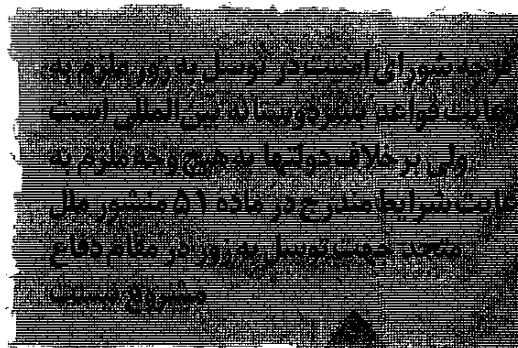 گرچه شورای امنیت در توسل به زور ملزم به
رعایت قواعد بشردوستانه بین‌المللی است
ولی برخلاف دولتها به هیچ وجه ملزم به
رعایت شرایط مندرج در ماده ۵۱ منشور ملل
متحد جهت توسل به زور در مقام دفاع
مشروع نیست